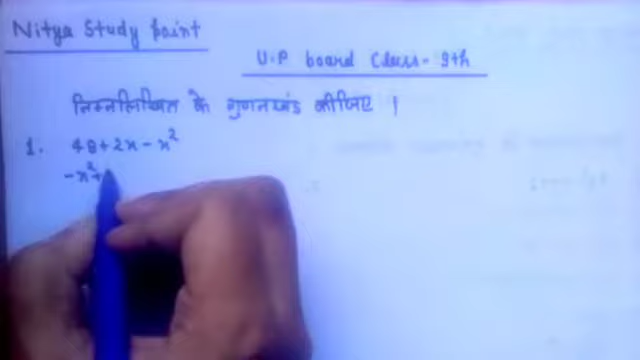 Nitya Study Point
U.P board Class - 9th
निम्नलिखित के गुणनखंड कीजिए ।
1. 48+2x-x²
-x²+